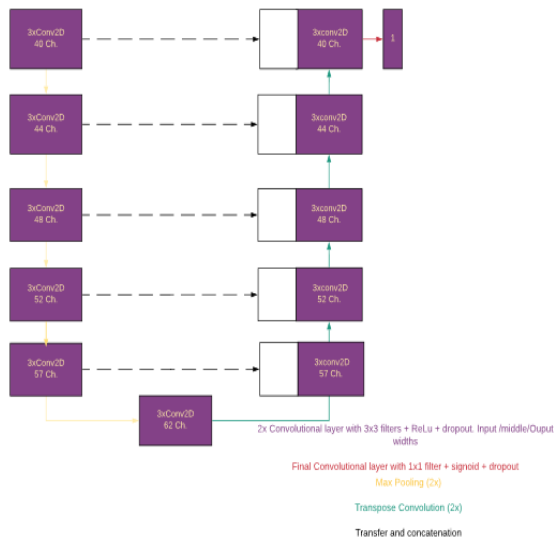 3xConv2D
40 Ch.
3xconv2D
40 Ch.
1
3xConv2D
44 Ch.
3xconv2D
44 Ch.
3xConv2D
48 Ch.
3xconv2D
48 Ch.
3xConv2D
52 Ch.
3xconv2D
52 Ch.
3xConv2D
57 Ch.
3xconv2D
57 Ch.
3xConv2D
62 Ch.
2x Convolutional layer with 3x3 filters + ReLu + dropout. Input /middle/Ouput
widths
Final Convolutional layer with 1x1 filter + signoid + dropout
Max Pooling (2x)
Transpose Convolution (2x)
Transfer and concatenation